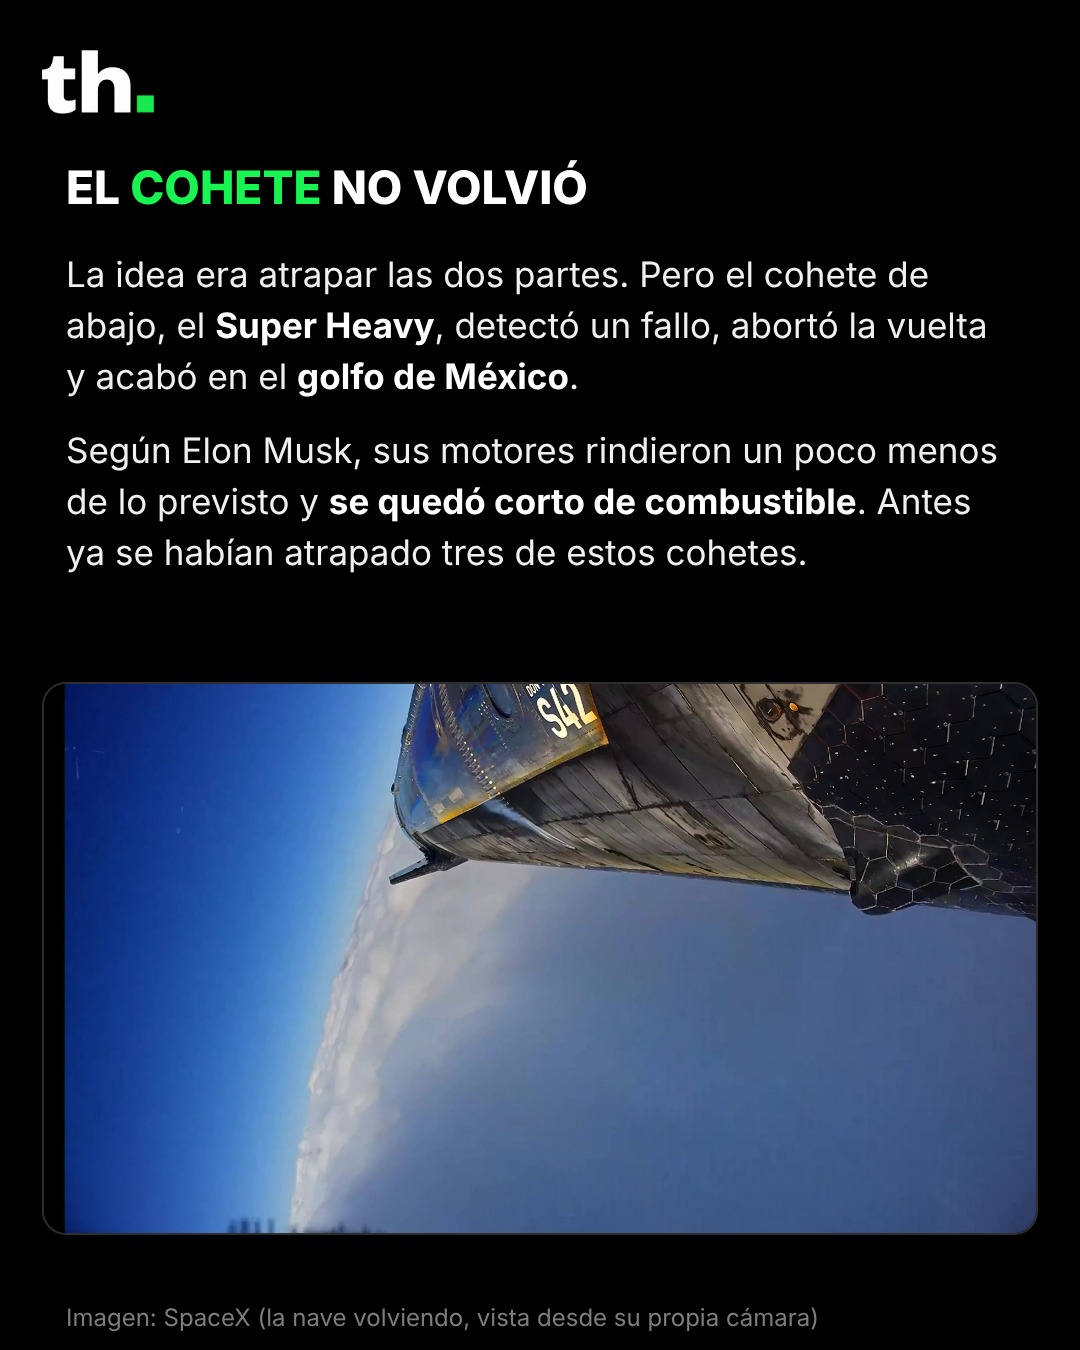 th.
EL COHETE NO VOLVIÓ
La idea era atrapar las dos partes. Pero el cohete de
abajo, el Super Heavy, detectó un fallo, abortó la vuelta
y acabó en el golfo de México.
Según Elon Musk, sus motores rindieron un poco menos
de lo previsto y se quedó corto de combustible. Antes
ya se habían atrapado tres de estos cohetes.
S42
Imagen: SpaceX (la nave volviendo, vista desde su propia cámara)